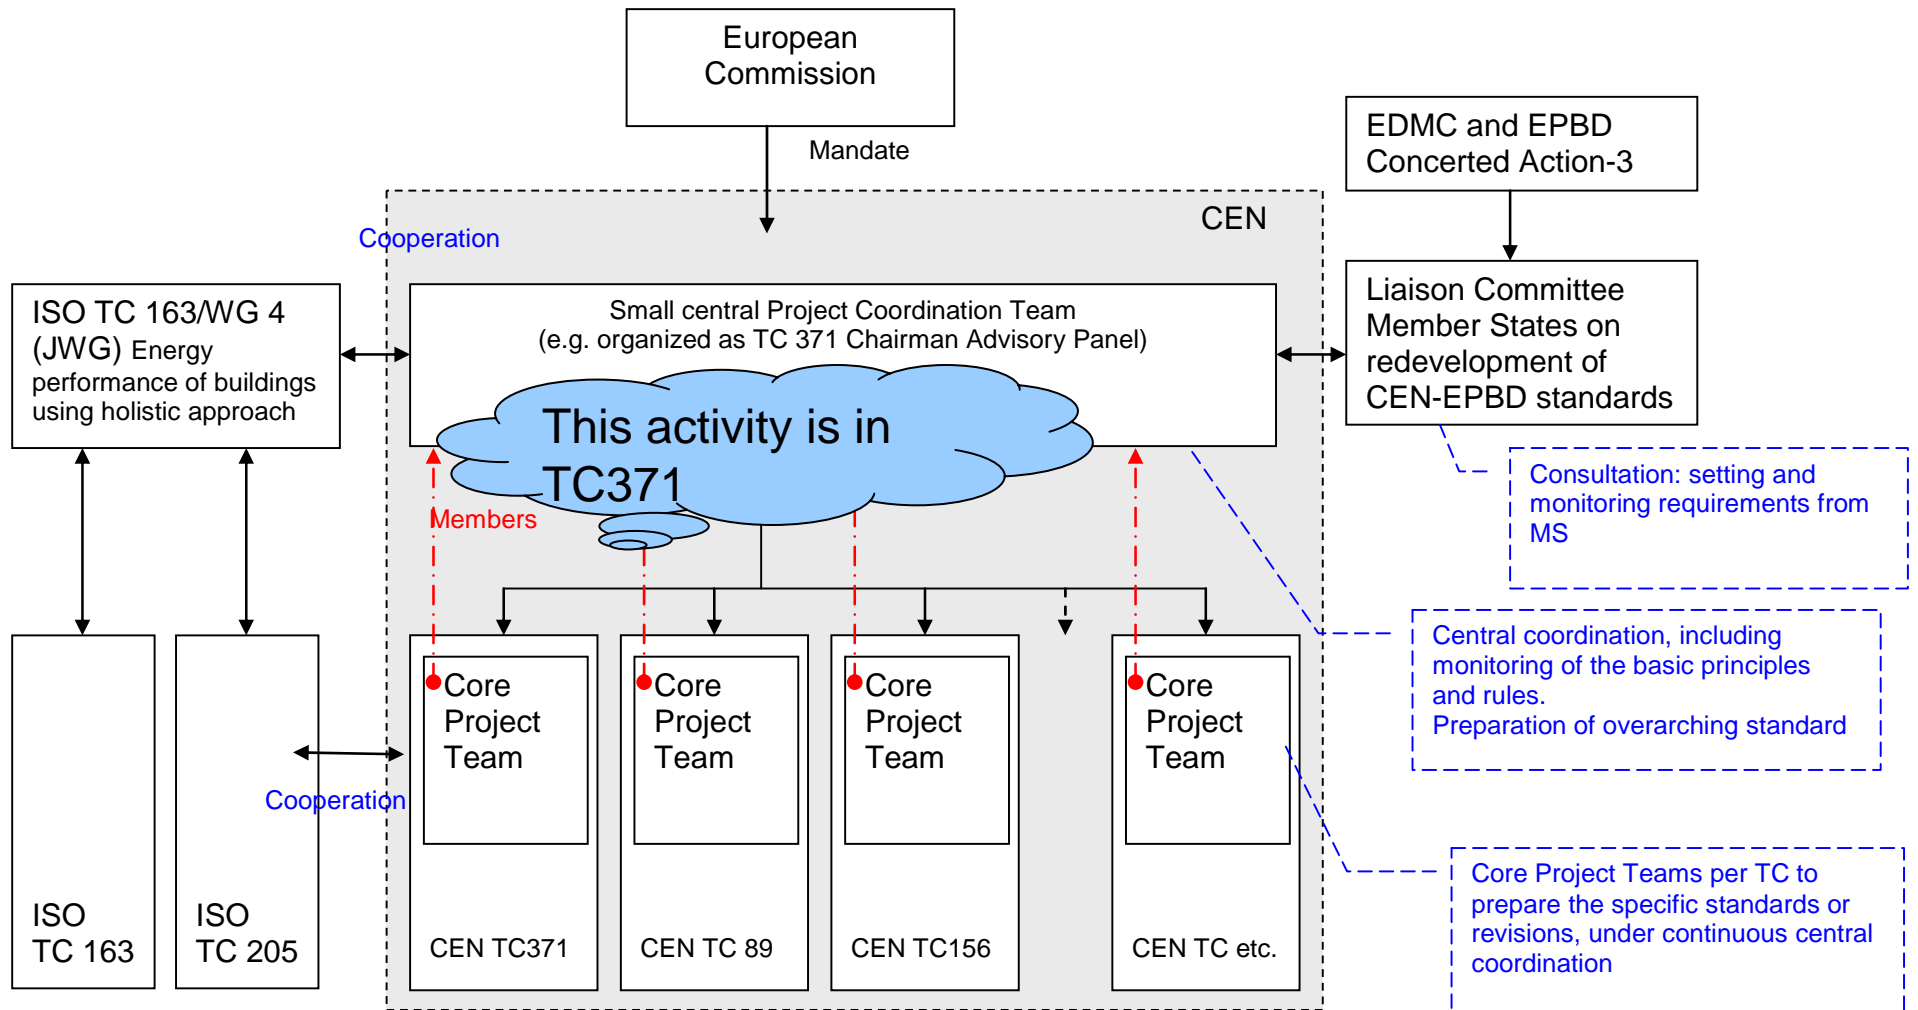 European
Commission
Mandate
EDMC and EPBD
Concerted Action-3
CEN
Cooperation
ISO TC 163/WG 4
(JWG) Energy
performance of buildings
using holistic approach
Small central Project Coordination Team
(e.g. organized as TC 371 Chairman Advisory Panel)
Liaison Committee
Member States on
redevelopment of
CEN-EPBD standards
This activity is in
TC371
Members
Consultation: setting and
monitoring requirements from
MS
Central coordination, including
monitoring of the basic principles
and rules.
Preparation of overarching standard
Core
Project
Team
Core
Project
Team
Core
Project
Team
Core
Project
Team
Cooperation
ISO
TC 163
ISO
TC 205
CEN TC371
CEN TC 89
CEN TC156
CEN TC etc.
Core Project Teams per TC to
prepare the specific standards or
revisions, under continuous central
coordination